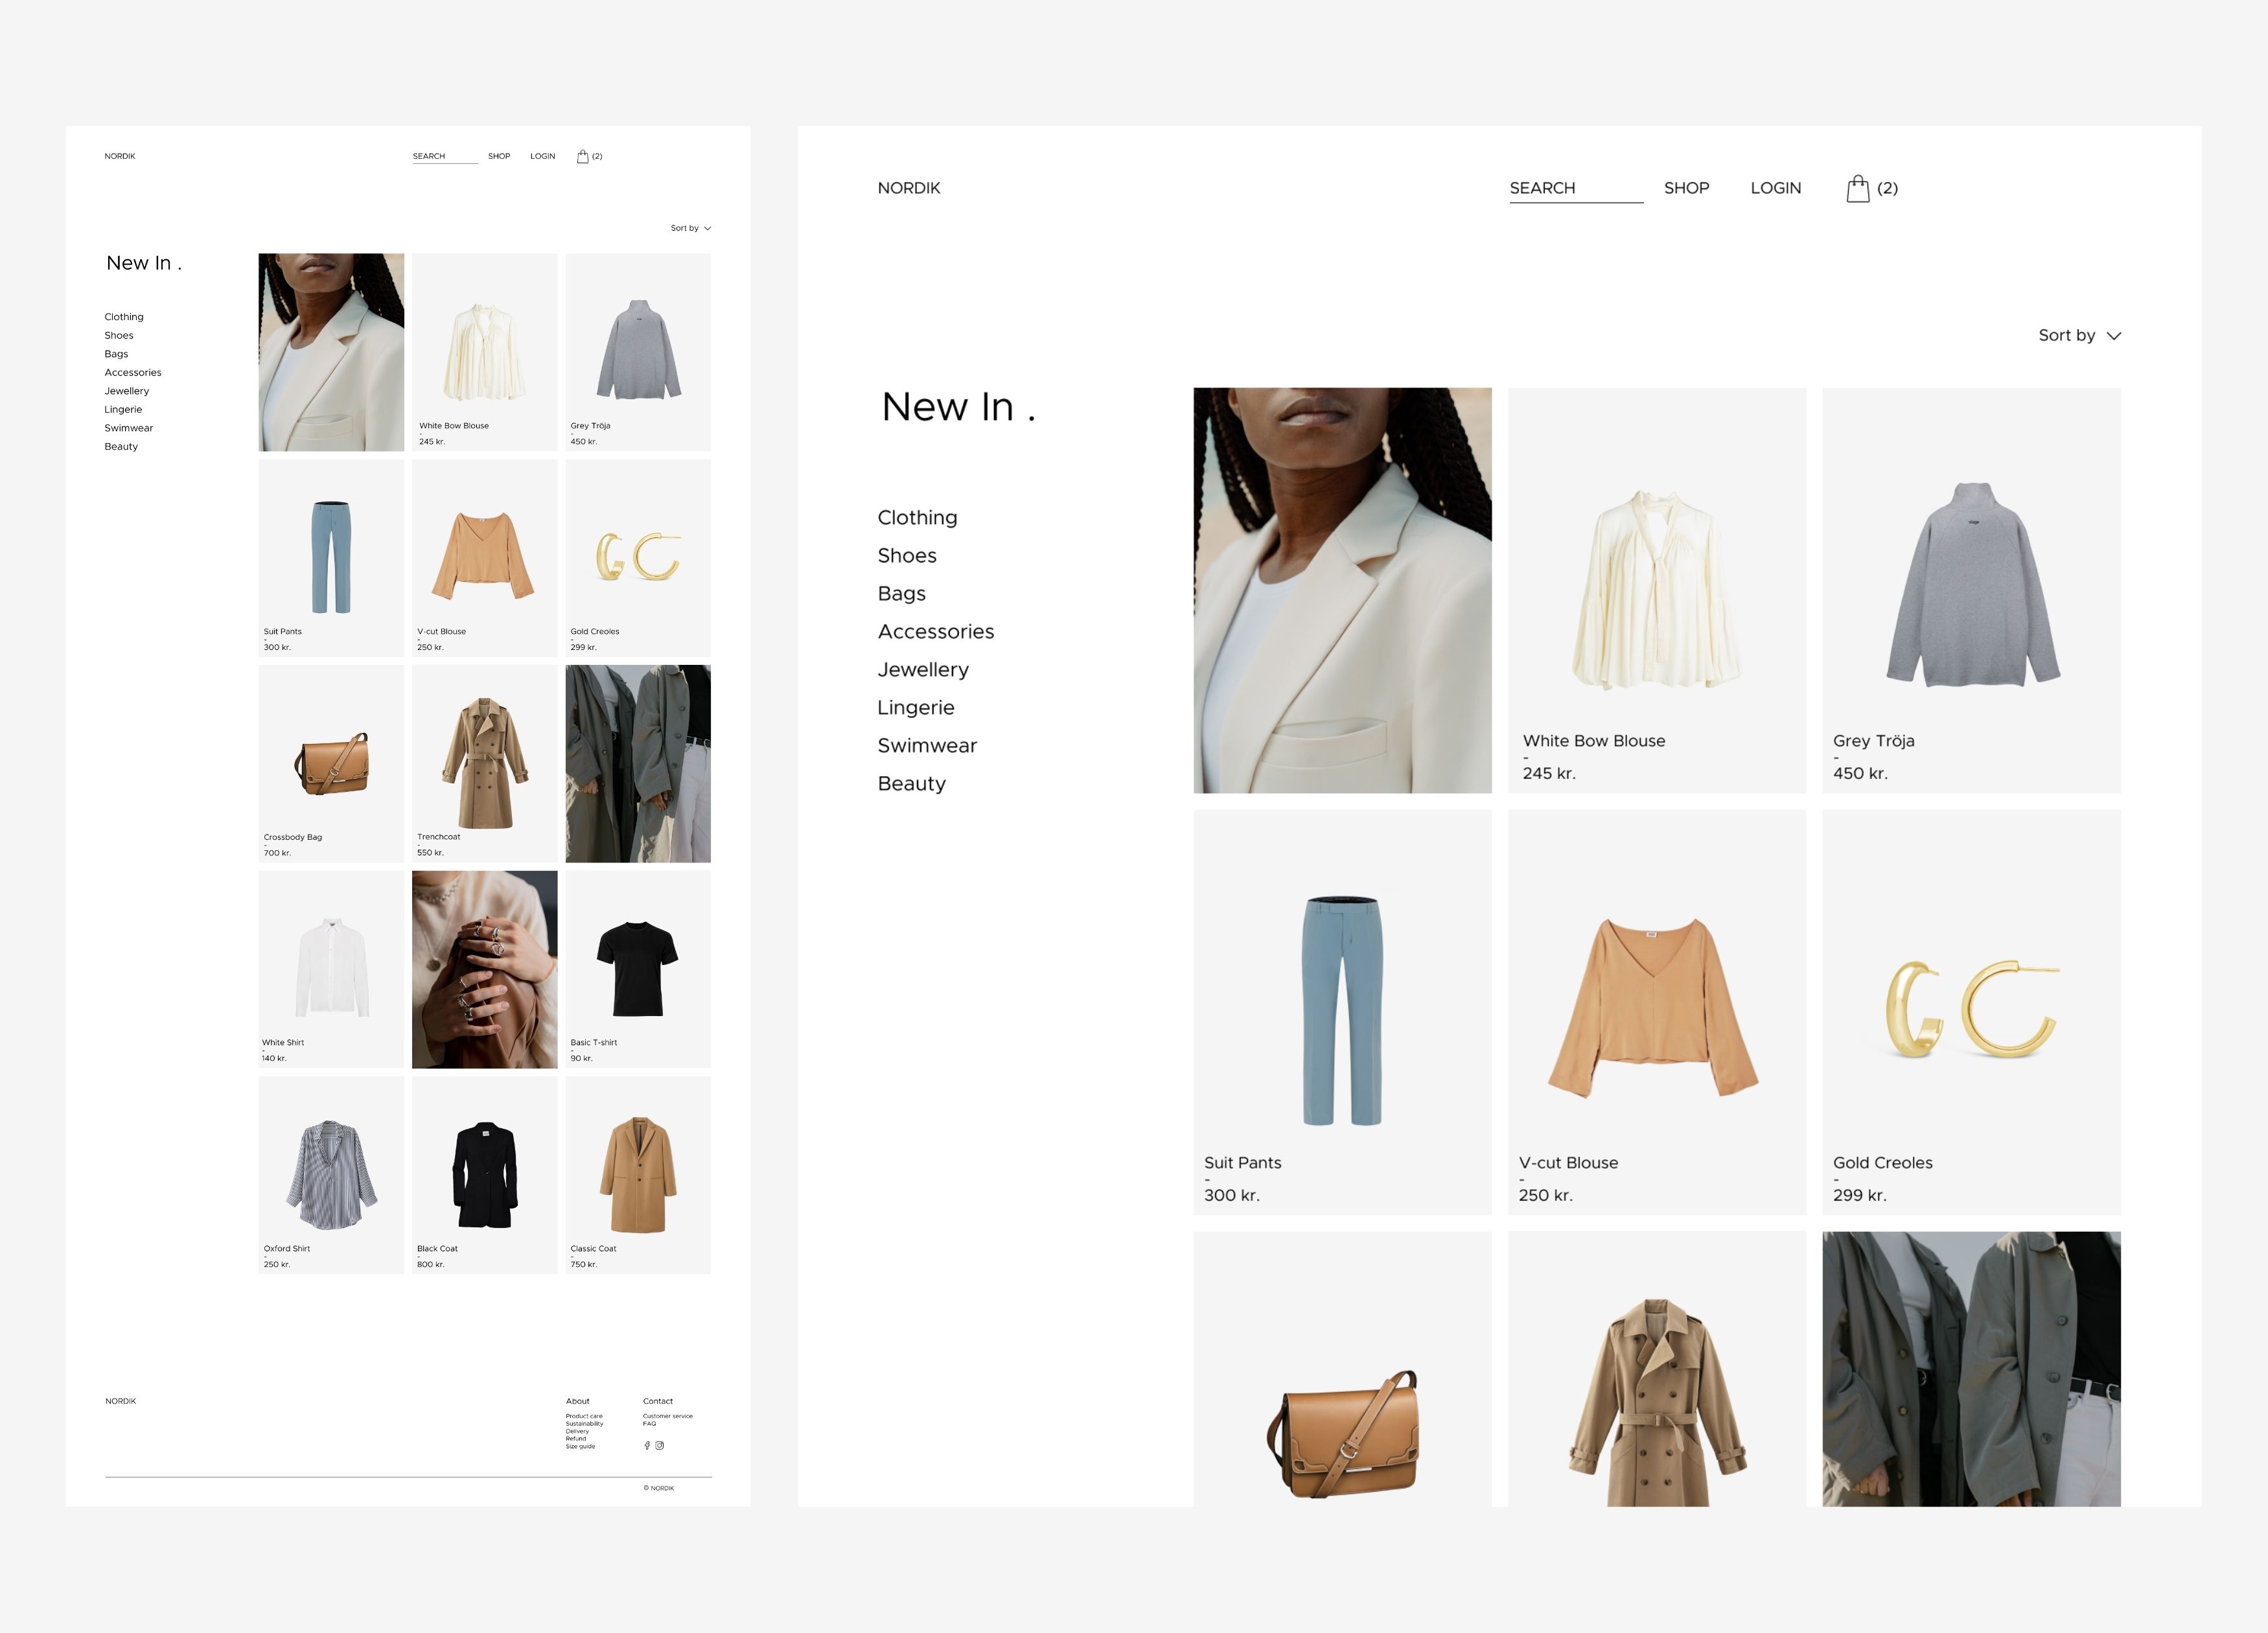 NORDIK
SEARCH SHOP LOGIN (2)
Sort by
New In .
Clothing
Shoes
Bags
Accessories
Jewellery
Lingerie
Swimwear
Beauty
White Bow Blouse
-
245 kr.
Grey Tröja
-
450 kr.
Suit Pants
-
300 kr.
V-cut Blouse
-
250 kr.
Gold Creoles
-
299 kr.
Crossbody Bag
-
700 kr.
Trenchcoat
-
550 kr.
White Shirt
-
140 kr.
Basic T-shirt
-
90 kr.
Oxford Shirt
-
250 kr.
Black Coat
-
800 kr.
Classic Coat
-
750 kr.
NORDIK
About
Product care
Sustainability
Delivery
Refund
Size guide
Contact
Customer service
FAQ
© NORDIK
NORDIK
SEARCH SHOP LOGIN (2)
Sort by
New In .
Clothing
Shoes
Bags
Accessories
Jewellery
Lingerie
Swimwear
Beauty
White Bow Blouse
-
245 kr.
Grey Tröja
-
450 kr.
Suit Pants
-
300 kr.
V-cut Blouse
-
250 kr.
Gold Creoles
-
299 kr.